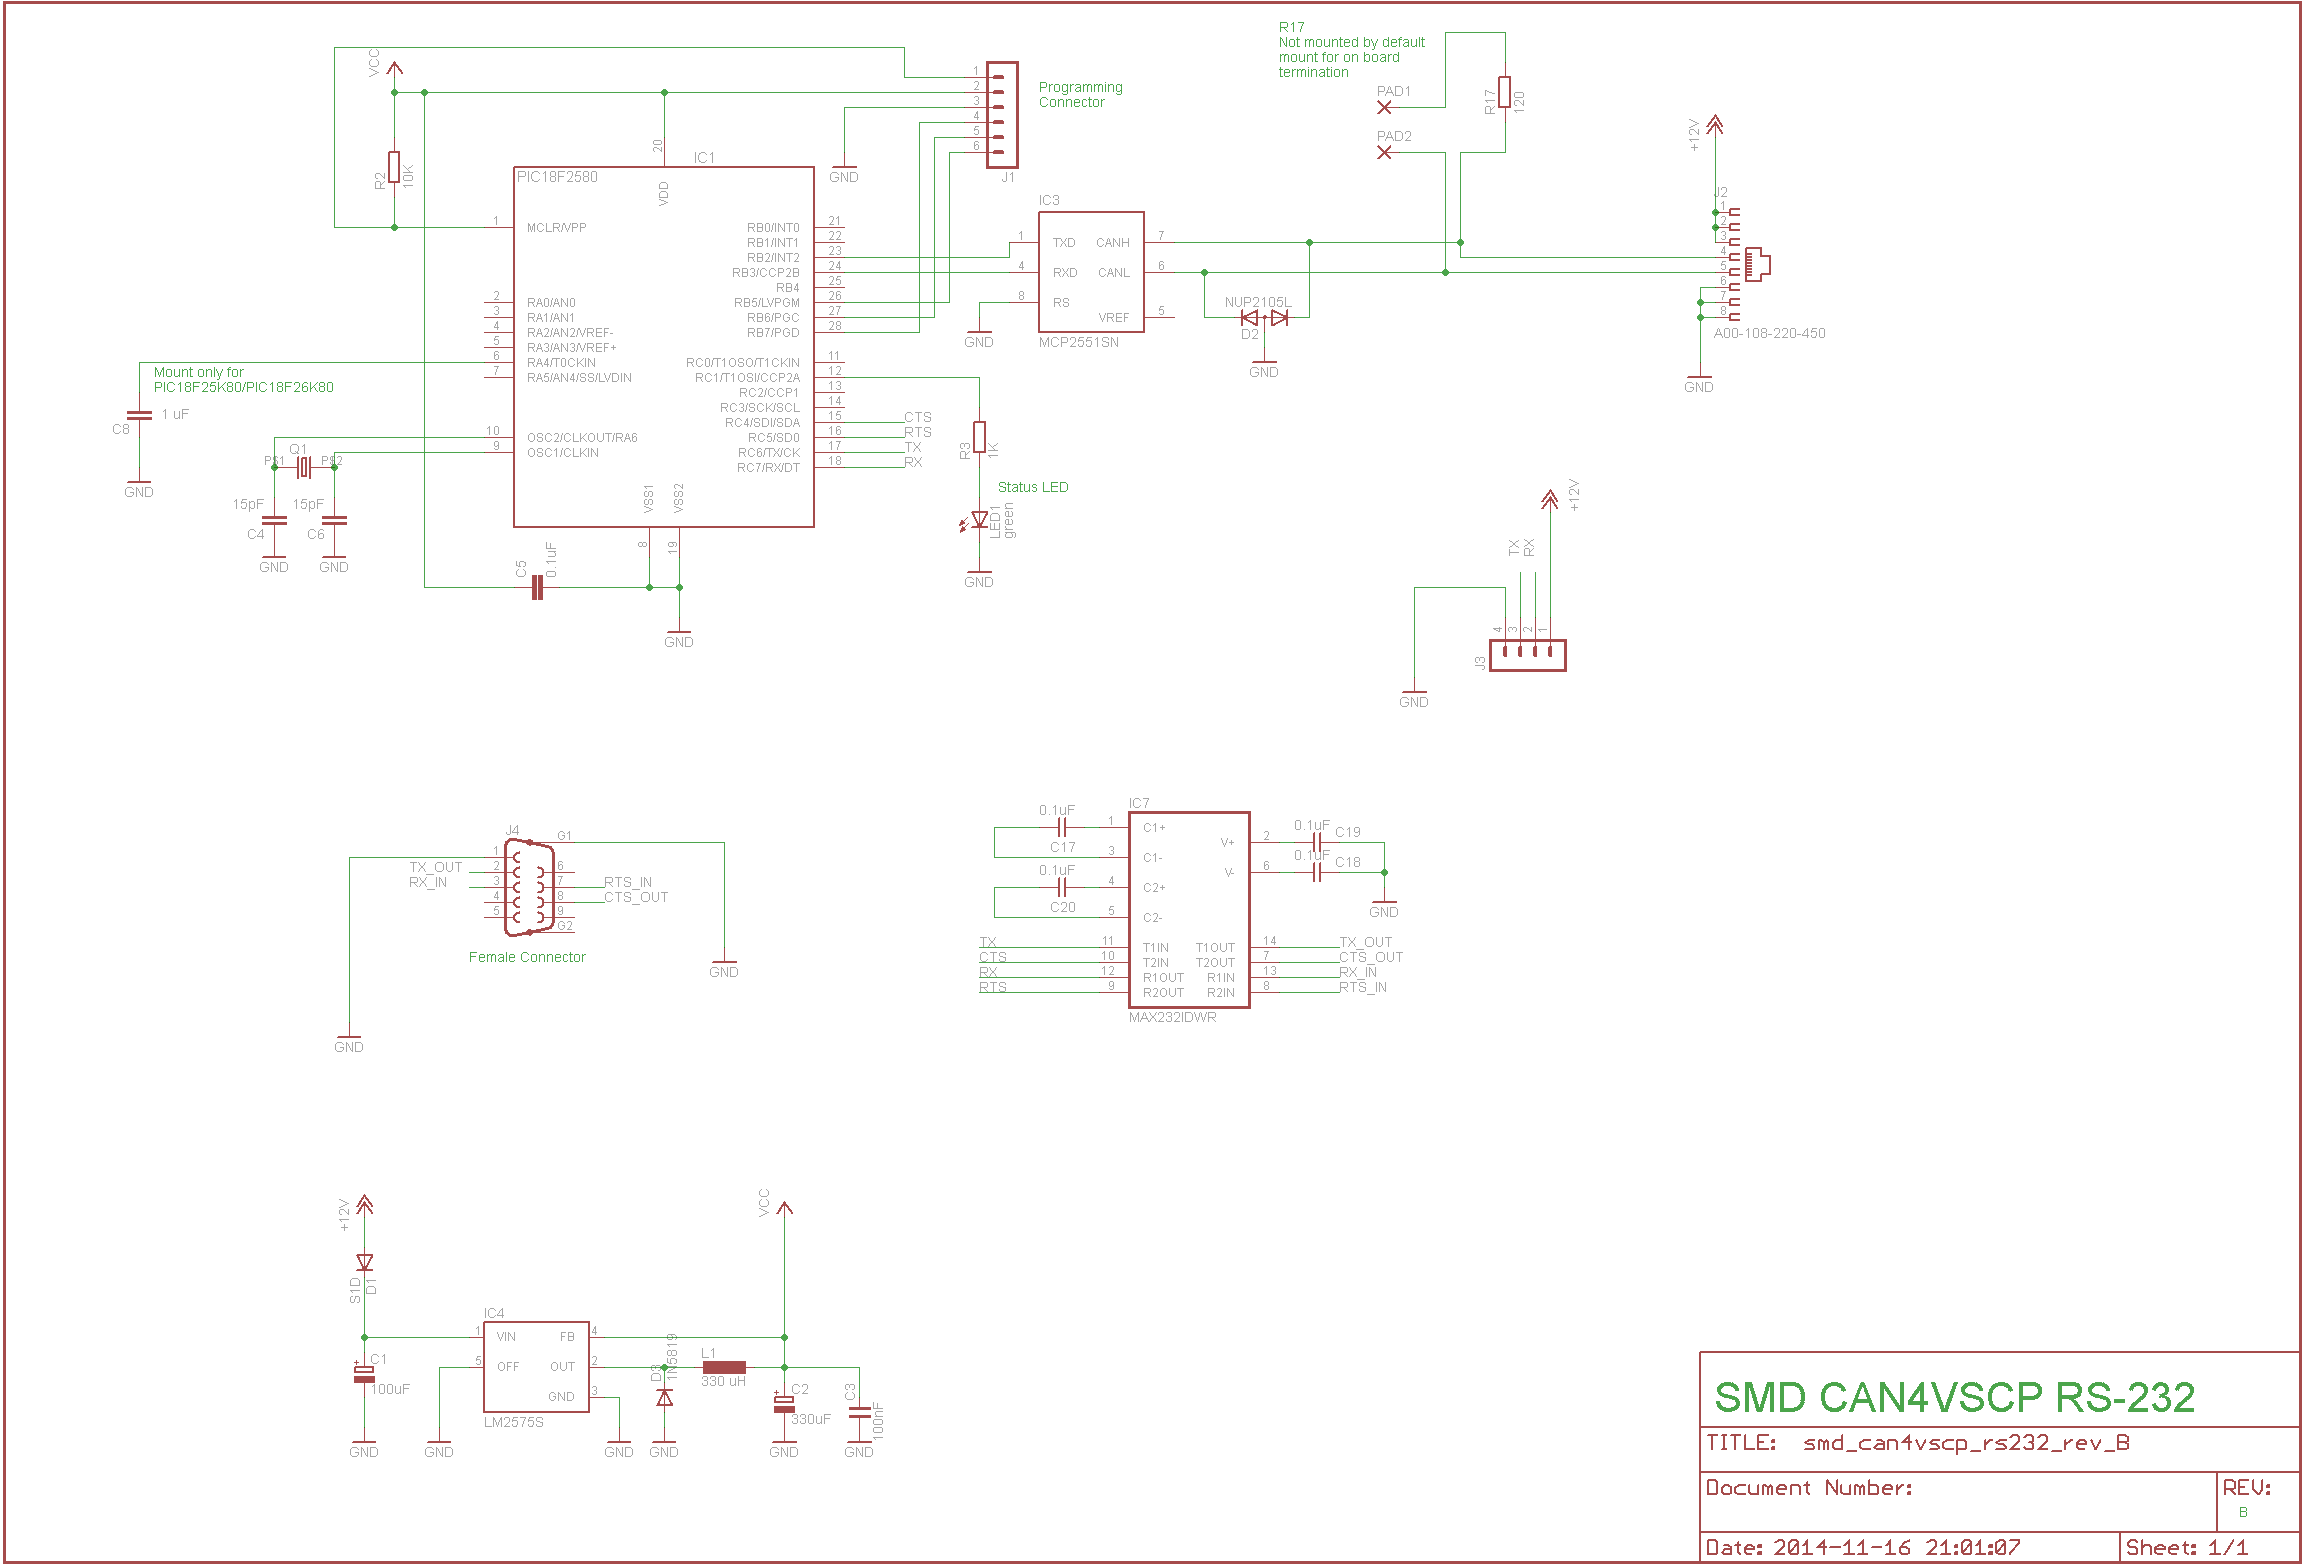 R17
Not mounted by default
mount for on board
termination
VCC
1
2
3
4
5
6
Programming
Connector
J1
GND
PAD1
PAD2
R17
120
+12V
J2
1
2
3
4
5
6
7
8
A00-108-220-450
GND
R2
10K
20
IC1
PIC18F2580
VDD
1
MCLR/VPP
2
RA0/AN0
3
RA1/AN1
4
RA2/AN2/VREF-
5
RA3/AN3/VREF+
6
RA4/T0CKIN
7
RA5/AN4/SS/LVDIN
10
OSC2/CLKOUT/RA6
9
OSC1/CLKIN
RB0/INT0
21
RB1/INT1
22
RB2/INT2
23
RB3/CCP2B
24
RB4
25
RB5/LVPGM
26
RB6/PGC
27
RB7/PGD
28
RC0/T1OSO/T1CKIN
11
RC1/T1OSI/CCP2A
12
RC2/CCP1
13
RC3/SCK/SCL
14
RC4/SDI/SDA
15
CTS
RC5/SD0
16
RTS
RC6/TX/CK
17
TX
RC7/RX/DT
18
RX
VSS1
VSS2
8
19
IC3
1
TXD
CANH
7
4
RXD
CANL
6
8
RS
VREF
5
MCP2551SN
GND
NUP2105L
D2
GND
Mount only for
PIC18F25K80/PIC18F26K80
1 uF
C8
GND
Q1
PS1
PS2
15pF
15pF
C4
C6
GND
GND
C5
0.1uF
GND
R3
1K
Status LED
LED1
green
GND
+12V
TX
RX
4
3
2
1
J3
GND
J4
G1
1
TX_OUT
2
RX_IN
3
4
5
6
7
RTS_IN
8
CTS_OUT
9
G2
Female Connector
GND
GND
IC7
0.1uF
C17
0.1uF
C20
1
C1+
3
C1-
4
C2+
5
C2-
V+
2
0.1uF
C19
V-
6
0.1uF
C18
GND
TX
11
T1IN
T1OUT
14
TX_OUT
CTS
10
T2IN
T2OUT
7
CTS_OUT
RX
12
R1OUT
R1IN
13
RX_IN
RTS
9
R2OUT
R2IN
8
RTS_IN
MAX232IDWR
+12V
S1D
D1
IC4
1
VIN
FB
4
5
OFF
OUT
2
GND
3
LM2575S
C1
100uF
D3
1N5819
L1
330 uH
VCC
C2
330uF
C3
100nF
GND
GND
GND
GND
GND
GND
SMD CAN4VSCP RS-232
TITLE: smd_can4vscp_rs232_rev_B
Document Number:
REV:
B
Date: 2014-11-16 21:01:07
Sheet: 1/1